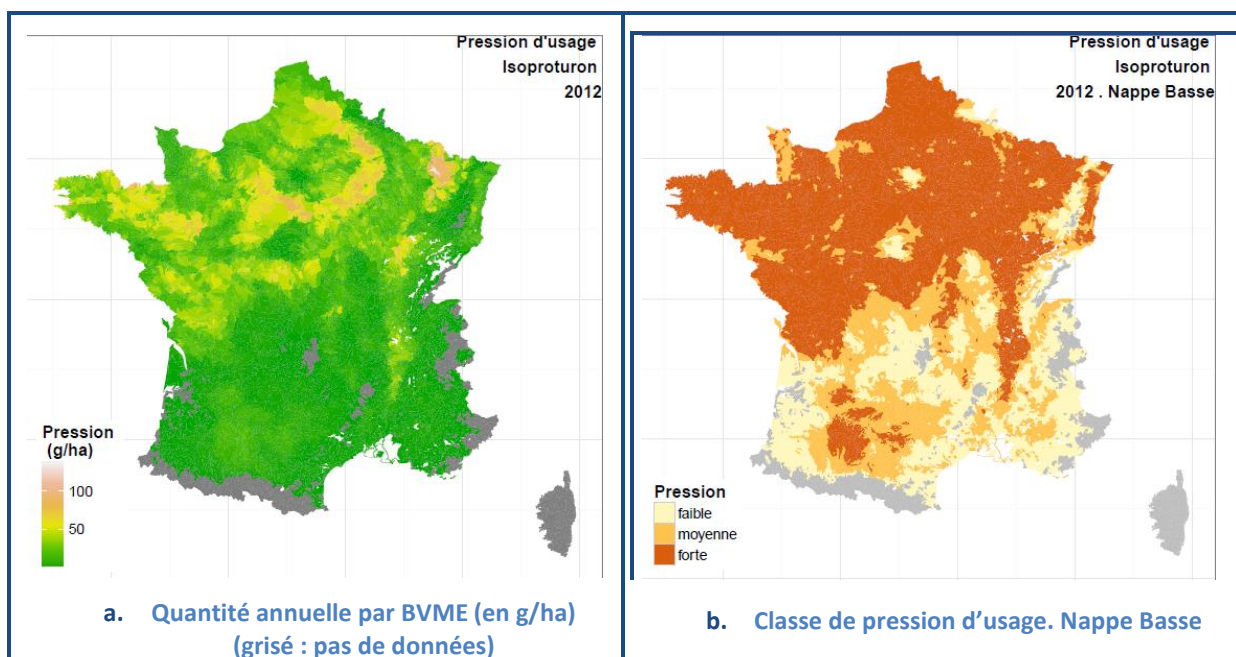 Pression d'usage
Isoproturon
2012
Pression
(g/ha)
100
50
a. Quantité annuelle par BVME (en g/ha)
(grisé : pas de données)
Pression d'usage
Isoproturon
2012 . Nappe Basse
Pression
faible
moyenne
forte
b. Classe de pression d’usage. Nappe Basse